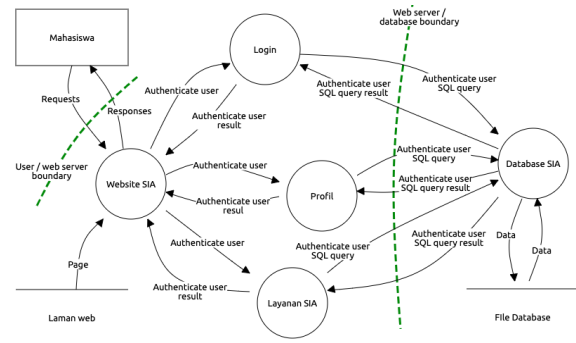 Web server /
database boundary
Mahasiswa
Login
Authenticate user
SQL query
Authenticate user
SQL query result
Requests
Responses
Authenticate user
Authenticate user
result
User / web server
boundary
Website SIA
Authenticate user
Authenticate user
SQL query
Database SIA
Profil
Authenticate user
SQL query result
Authenticate user
resul
Authenticate user
Authenticate user
SQL query
Authenticate user
SQL query result
Data
Data
Page
Authenticate user
result
Layanan SIA
Laman web
FIle Database